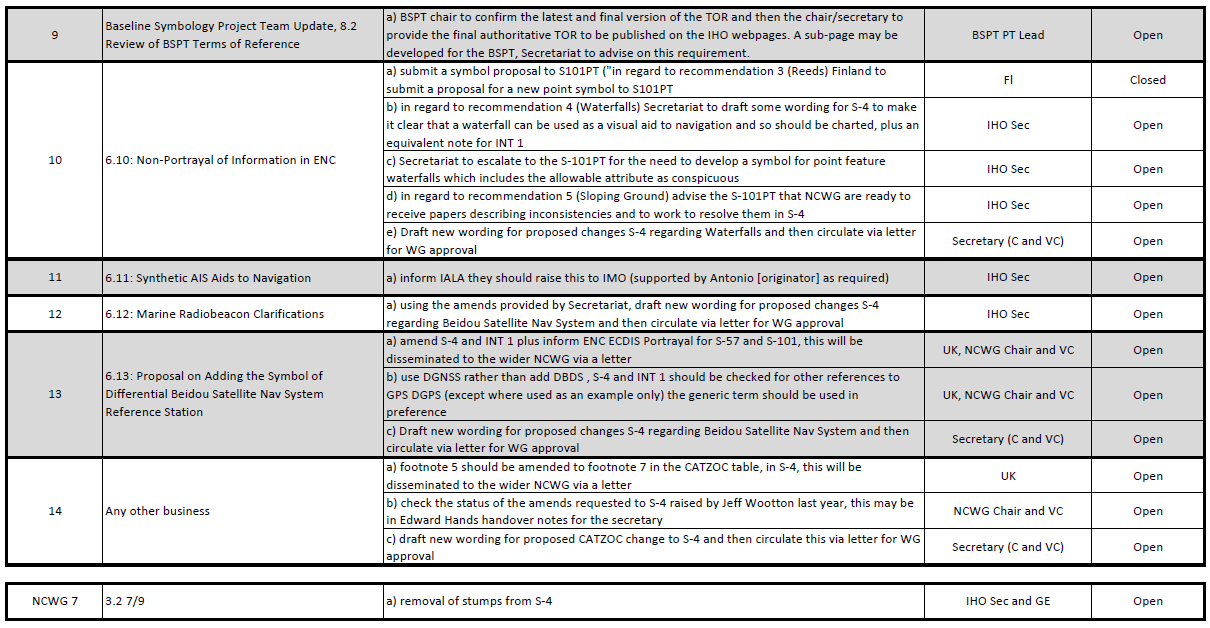 9
Baseline Symbology Project Team Update, 8.2
Review of BSPT Terms of Reference
a) BSPT chair to confirm the latest and final version of the TOR and then the chair/secretary to
provide the final authoritative TOR to be published on the IHO webpages. A sub-page may be
developed for the BSPT, Secretariat to advise on this requirement.
BSPT PT Lead
Open
10
6.10: Non-Portrayal of Information in ENC
a) submit a symbol proposal to S101PT ("in regard to recommendation 3 (Reeds) Finland to
submit a proposal for a new point symbol to S101PT
FI
Closed
b) in regard to recommendation 4 (Waterfalls) Secretariat to draft some wording for S-4 to make
it clear that a waterfall can be used as a visual aid to navigation and so should be charted, plus an
equivalent note for INT 1
IHO Sec
Open
c) Secretariat to escalate to the S-101PT for the need to develop a symbol for point feature
waterfalls which includes the allowable attribute as conspicuous
IHO Sec
Open
d) in regard to recommendation 5 (Sloping Ground) advise the S-101PT that NCWG are ready to
receive papers describing inconsistencies and to work to resolve them in S-4
IHO Sec
Open
e) Draft new wording for proposed changes S-4 regarding Waterfalls and then circulate via letter
for WG approval
Secretary (C and VC)
Open
11
6.11: Synthetic AIS Aids to Navigation
a) inform IALA they should raise this to IMO (supported by Antonio [originator] as required)
IHO Sec
Open
12
6.12: Marine Radiobeacon Clarifications
a) using the amends provided by Secretariat, draft new wording for proposed changes S-4
regarding Beidou Satellite Nav System and then circulate via letter for WG approval
IHO Sec
Open
13
6.13: Proposal on Adding the Symbol of
Differential Beidou Satellite Nav System
Reference Station
a) amend S-4 and INT 1 plus inform ENC ECDIS Portrayal for S-57 and S-101, this will be
disseminated to the wider NCWG via a letter
UK, NCWG Chair and VC
Open
b) use DGNSS rather than add DBDS , S-4 and INT 1 should be checked for other references to
GPS DGPS (except where used as an example only) the generic term should be used in
preference
UK, NCWG Chair and VC
Open
c) Draft new wording for proposed changes S-4 regarding Beidou Satellite Nav System and then
circulate via letter for WG approval
Secretary (C and VC)
Open
14
Any other business
a) footnote 5 should be amended to footnote 7 in the CATZOC table, in S-4, this will be
disseminated to the wider NCWG via a letter
UK
Open
b) check the status of the amends requested to S-4 raised by Jeff Wootton last year, this may be
in Edward Hands handover notes for the secretary
NCWG Chair and VC
Open
c) draft new wording for proposed CATZOC change to S-4 and then circulate this via letter for WG
approval
Secretary (C and VC)
Open
NCWG 7
3.2 7/9
a) removal of stumps from S-4
IHO Sec and GE
Open